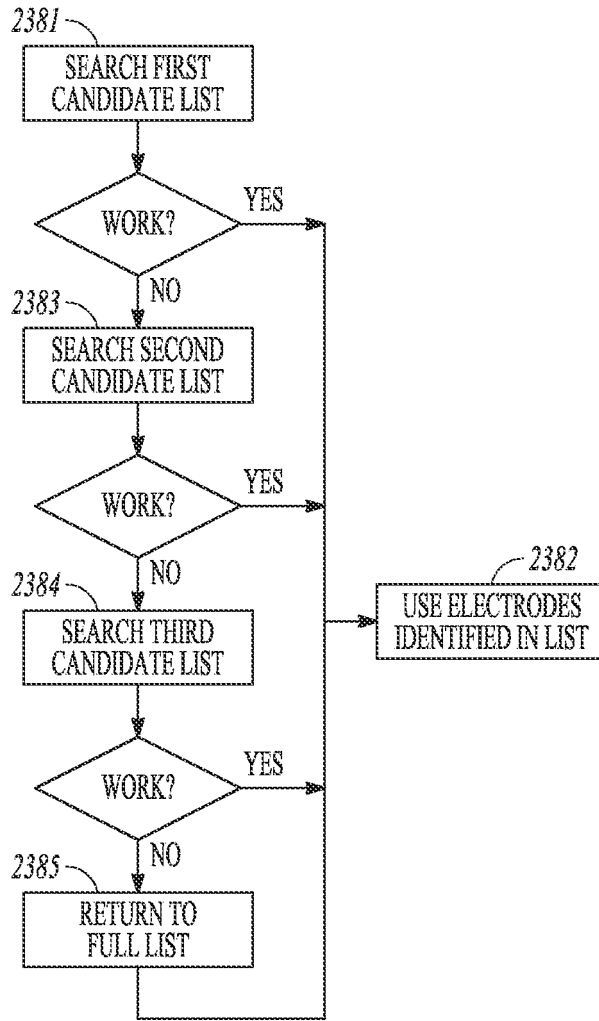 2381
SEARCH FIRST
CANDIDATE LIST
WORK?
YES
NO
2383
SEARCH SECOND
CANDIDATE LIST
WORK?
YES
NO
2384
SEARCH THIRD
CANDIDATE LIST
2382
USE ELECTRODES
IDENTIFIED IN LIST
WORK?
YES
NO
2385
RETURN TO
FULL LIST